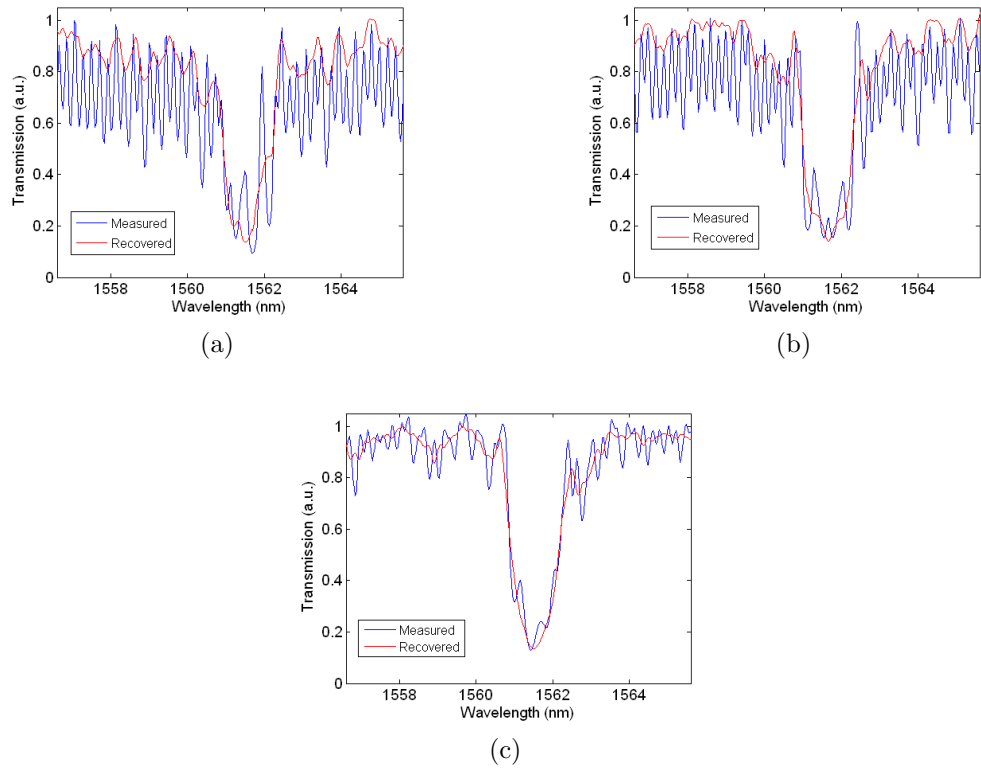 1
0.8
0.6
0.4
0.2
0
Transmission (a.u.)
Measured
Recovered
1558 1560 1562 1564
Wavelength (nm)
(a)
1
0.8
0.6
0.4
0.2
0
Transmission (a.u.)
Measured
Recovered
1558 1560 1562 1564
Wavelength (nm)
(b)
1
0.8
0.6
0.4
0.2
0
Transmission (a.u.)
Measured
Recovered
1558 1560 1562 1564
Wavelength (nm)
(c)